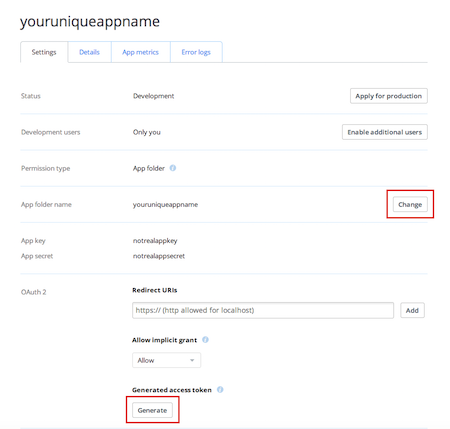 youruniqueappname
Settings Details App metrics Error logs
Status Development Apply for production
Development users Only you Enable additional users
Permission type App folder
App folder name youruniqueappname Change
App key notrealappkey
App secret notrealappsecret
OAuth 2 Redirect URIs
https:// (http allowed for localhost) Add
Allow implicit grant
Allow
Generated access token
Generate